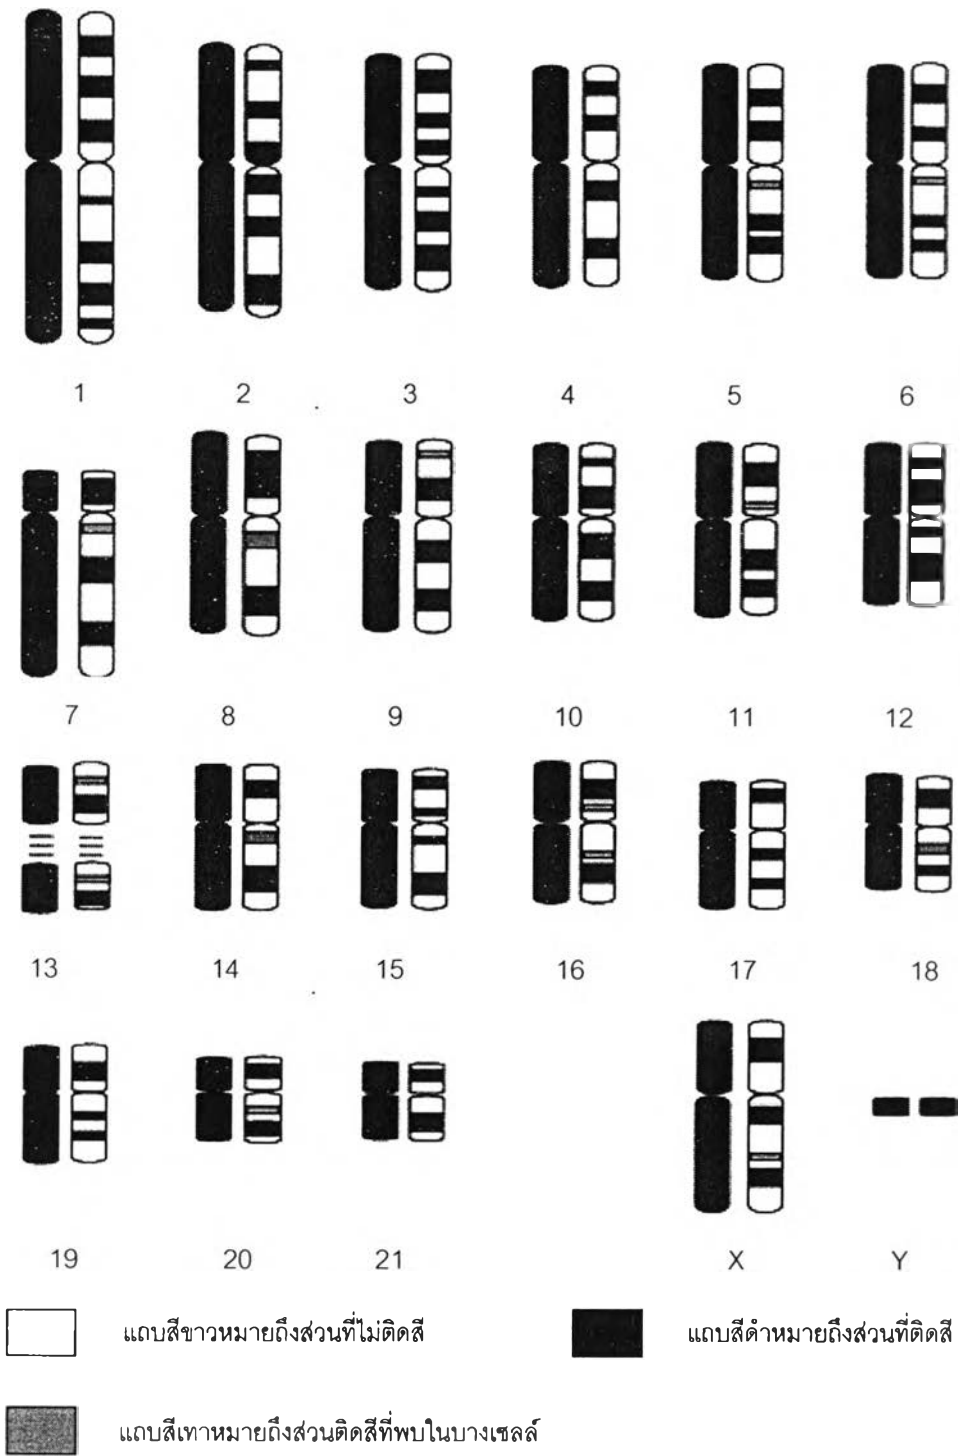 1 2 3 4 5 6
7 8 9 10 11 12
13 14 15 16 17 18
19 20 21 X Y
แถบสีขาวหมายถึงส่วนที่ไม่ติดสี แถบสีดำหมายถึงส่วนที่ติดสี
แถบสีเทาหมายถึงส่วนติดสีที่พบในบางเซลล์